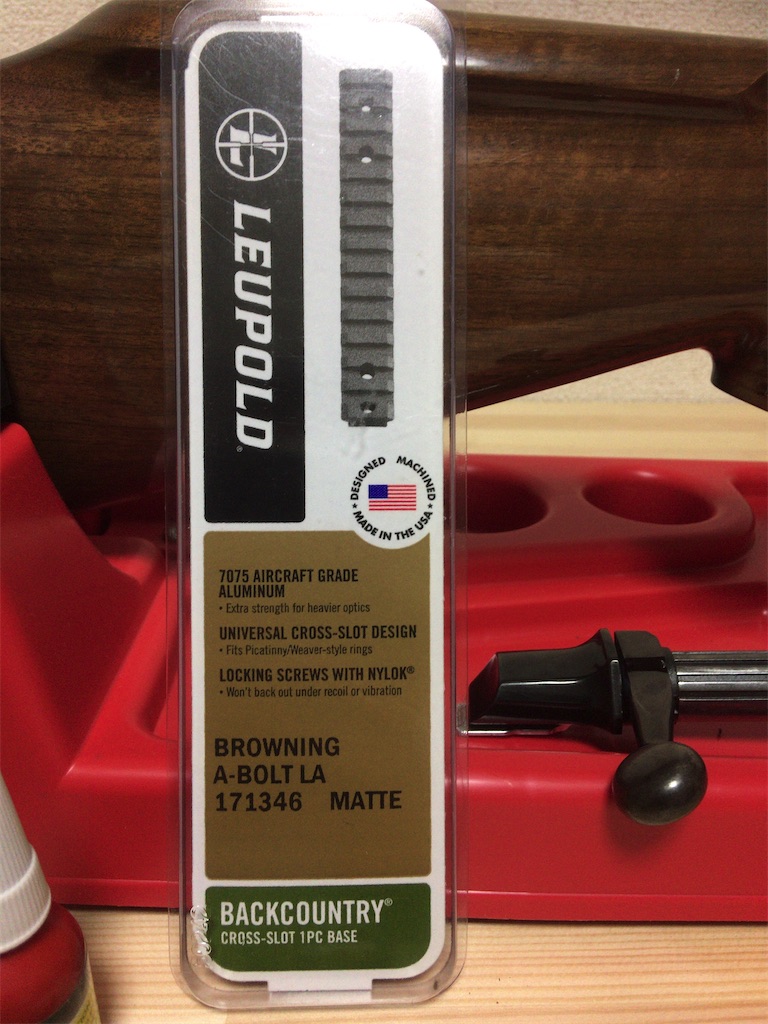 L
LEUPOLD®
DESIGNED MACHINED
★ MADE IN THE USA ★
7075 AIRCRAFT GRADE
ALUMINUM
• Extra strength for heavier optics
UNIVERSAL CROSS-SLOT DESIGN
• Fits Picatinny/Weaver-style rings
LOCKING SCREWS WITH NYLOK®
• Won't back out under recoil or vibration
BROWNING
A-BOLT LA
171346 MATTE
BACKCOUNTRY®
CROSS-SLOT 1PC BASE